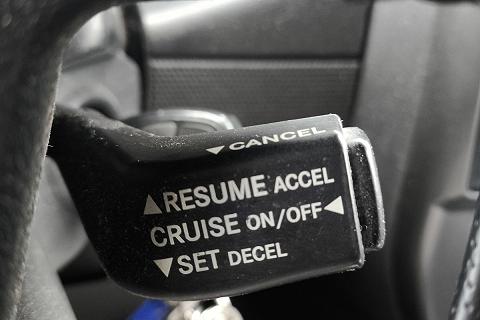 ▼CANCEL
▲RESUME ACCEL
CRUISE ON/OFF◀
▼SET DECEL